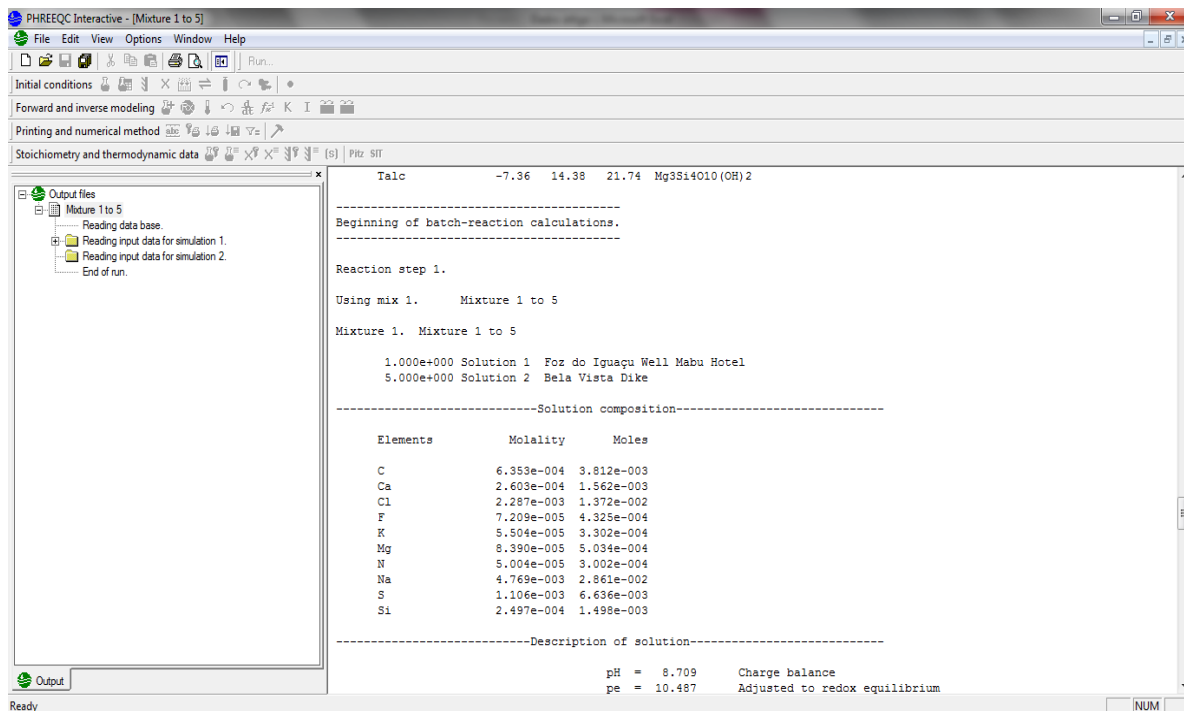 PHREEQC Interactive - [Mixture 1 to 5]
File Edit View Options Window Help
Run...
Initial conditions
Forward and inverse modeling K I
Printing and numerical method abc
Stoichiometry and thermodynamic data (s) Pitz SIT
Output files
Mixture 1 to 5
Reading data base.
Reading input data for simulation 1.
Reading input data for simulation 2.
End of run.
Output
Talc -7.36 14.38 21.74 Mg3Si4O10(OH)2
-----------------------------------------
Beginning of batch-reaction calculations.
-----------------------------------------
Reaction step 1.
Using mix 1. Mixture 1 to 5
Mixture 1. Mixture 1 to 5
1.000e+000 Solution 1 Foz do Iguaçu Well Mabu Hotel
5.000e+000 Solution 2 Bela Vista Dike
-----------------------------Solution composition------------------------------
Elements Molality Moles
C 6.353e-004 3.812e-003
Ca 2.603e-004 1.562e-003
Cl 2.287e-003 1.372e-002
F 7.209e-005 4.325e-004
K 5.504e-005 3.302e-004
Mg 8.390e-005 5.034e-004
N 5.004e-005 3.002e-004
Na 4.769e-003 2.861e-002
S 1.106e-003 6.636e-003
Si 2.497e-004 1.498e-003
----------------------------Description of solution----------------------------
pH = 8.709 Charge balance
pe = 10.487 Adjusted to redox equilibrium
Ready
NUM